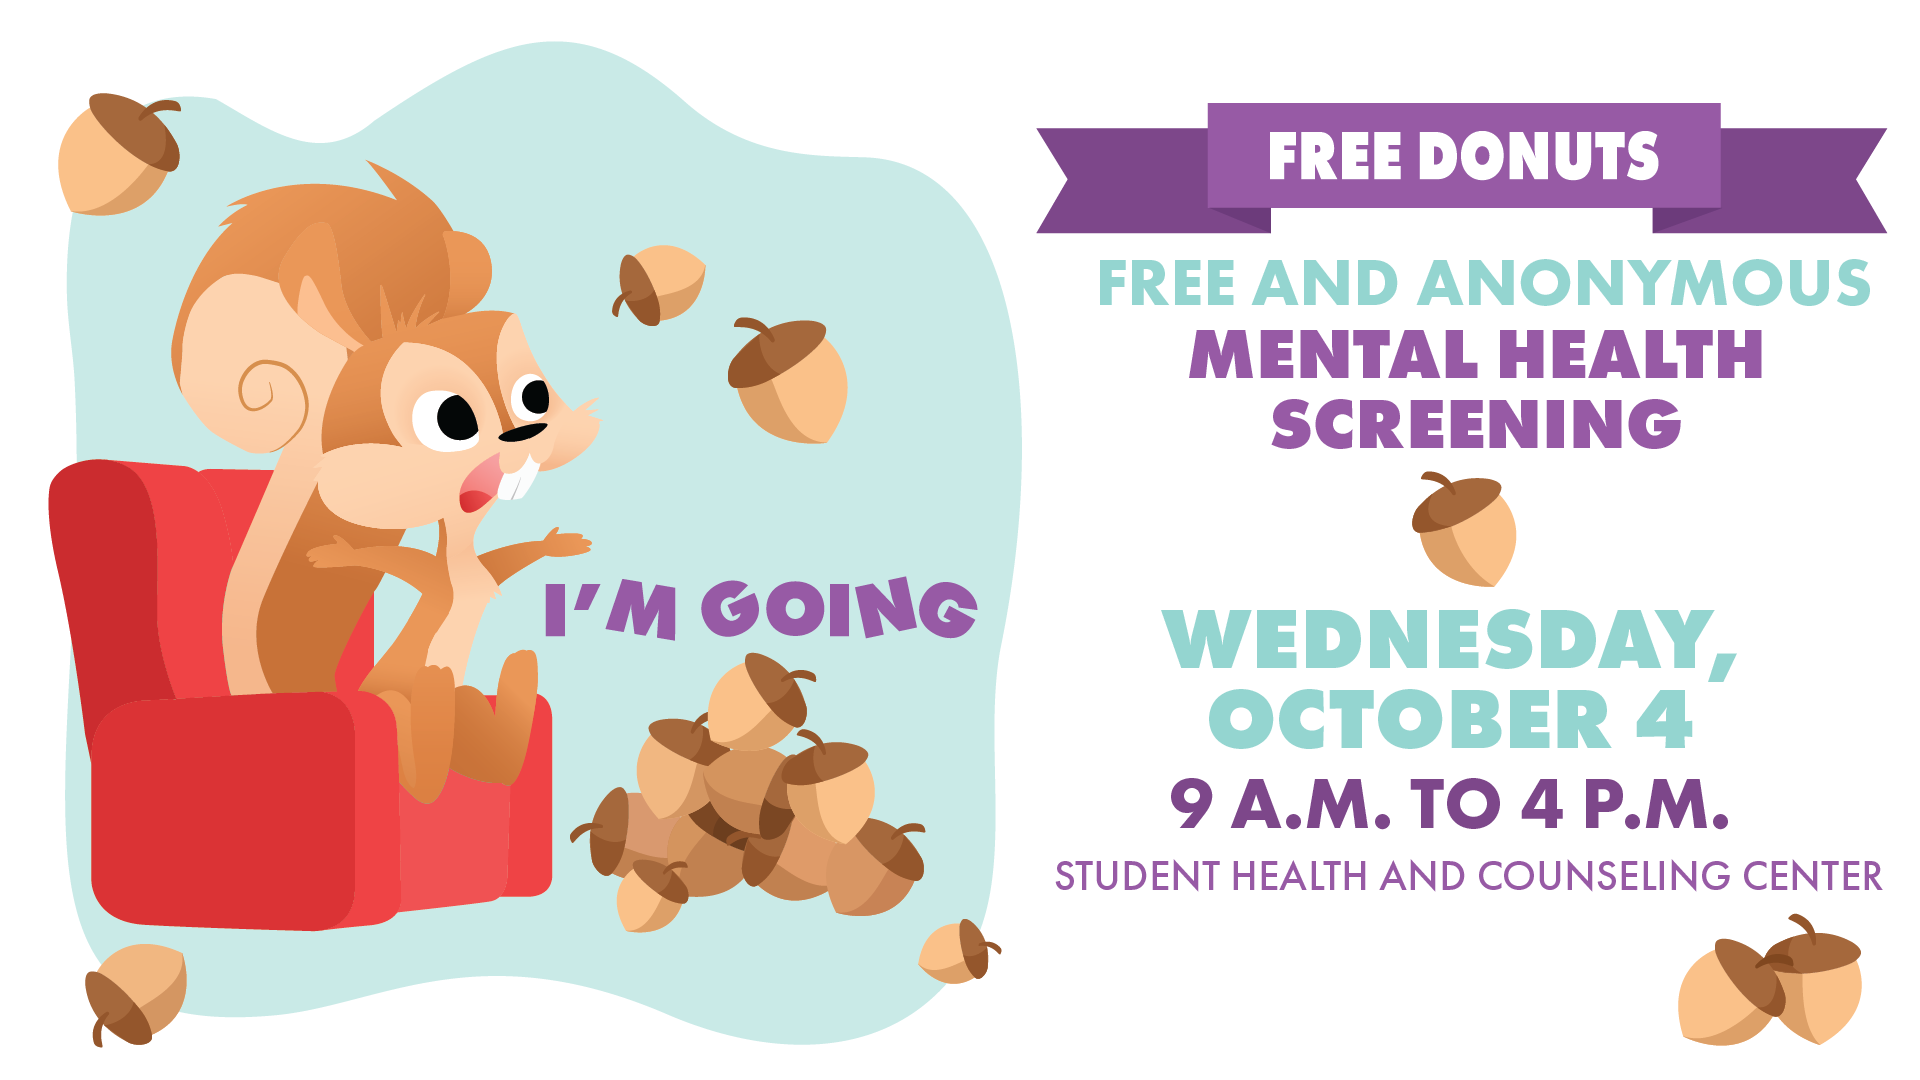 I'M GOING
FREE DONUTS
FREE AND ANONYMOUS
MENTAL HEALTH
SCREENING
WEDNESDAY,
OCTOBER 4
9 A.M. TO 4 P.M.
STUDENT HEALTH AND COUNSELING CENTER